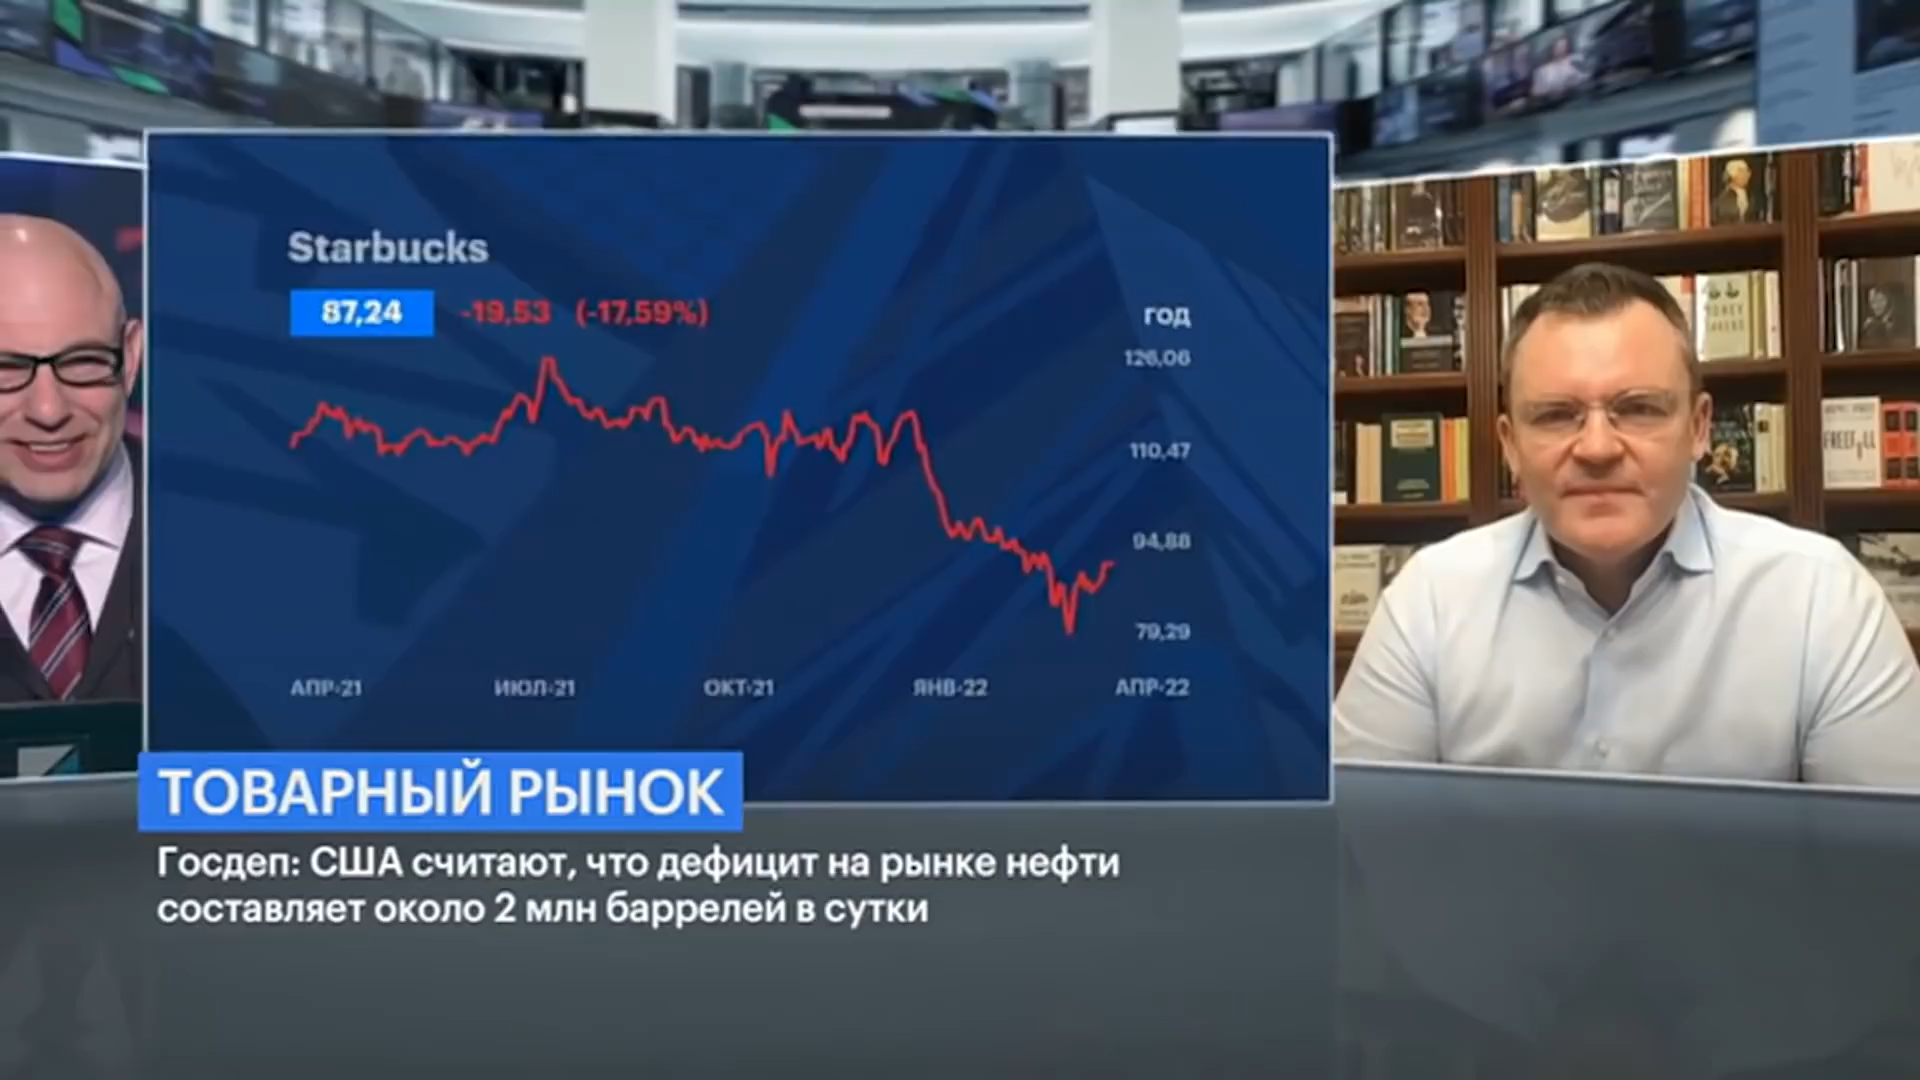 Starbucks
87,24 -19,53 (-17,59%)
ГОД
126,06
110,47
94,88
79,29
АПР-21 ИЮЛ-21 ОКТ-21 ЯНВ-22 АПР-22
ТОВАРНЫЙ РЫНОК
Госдеп: США считают, что дефицит на рынке нефти
составляет около 2 млн баррелей в сутки